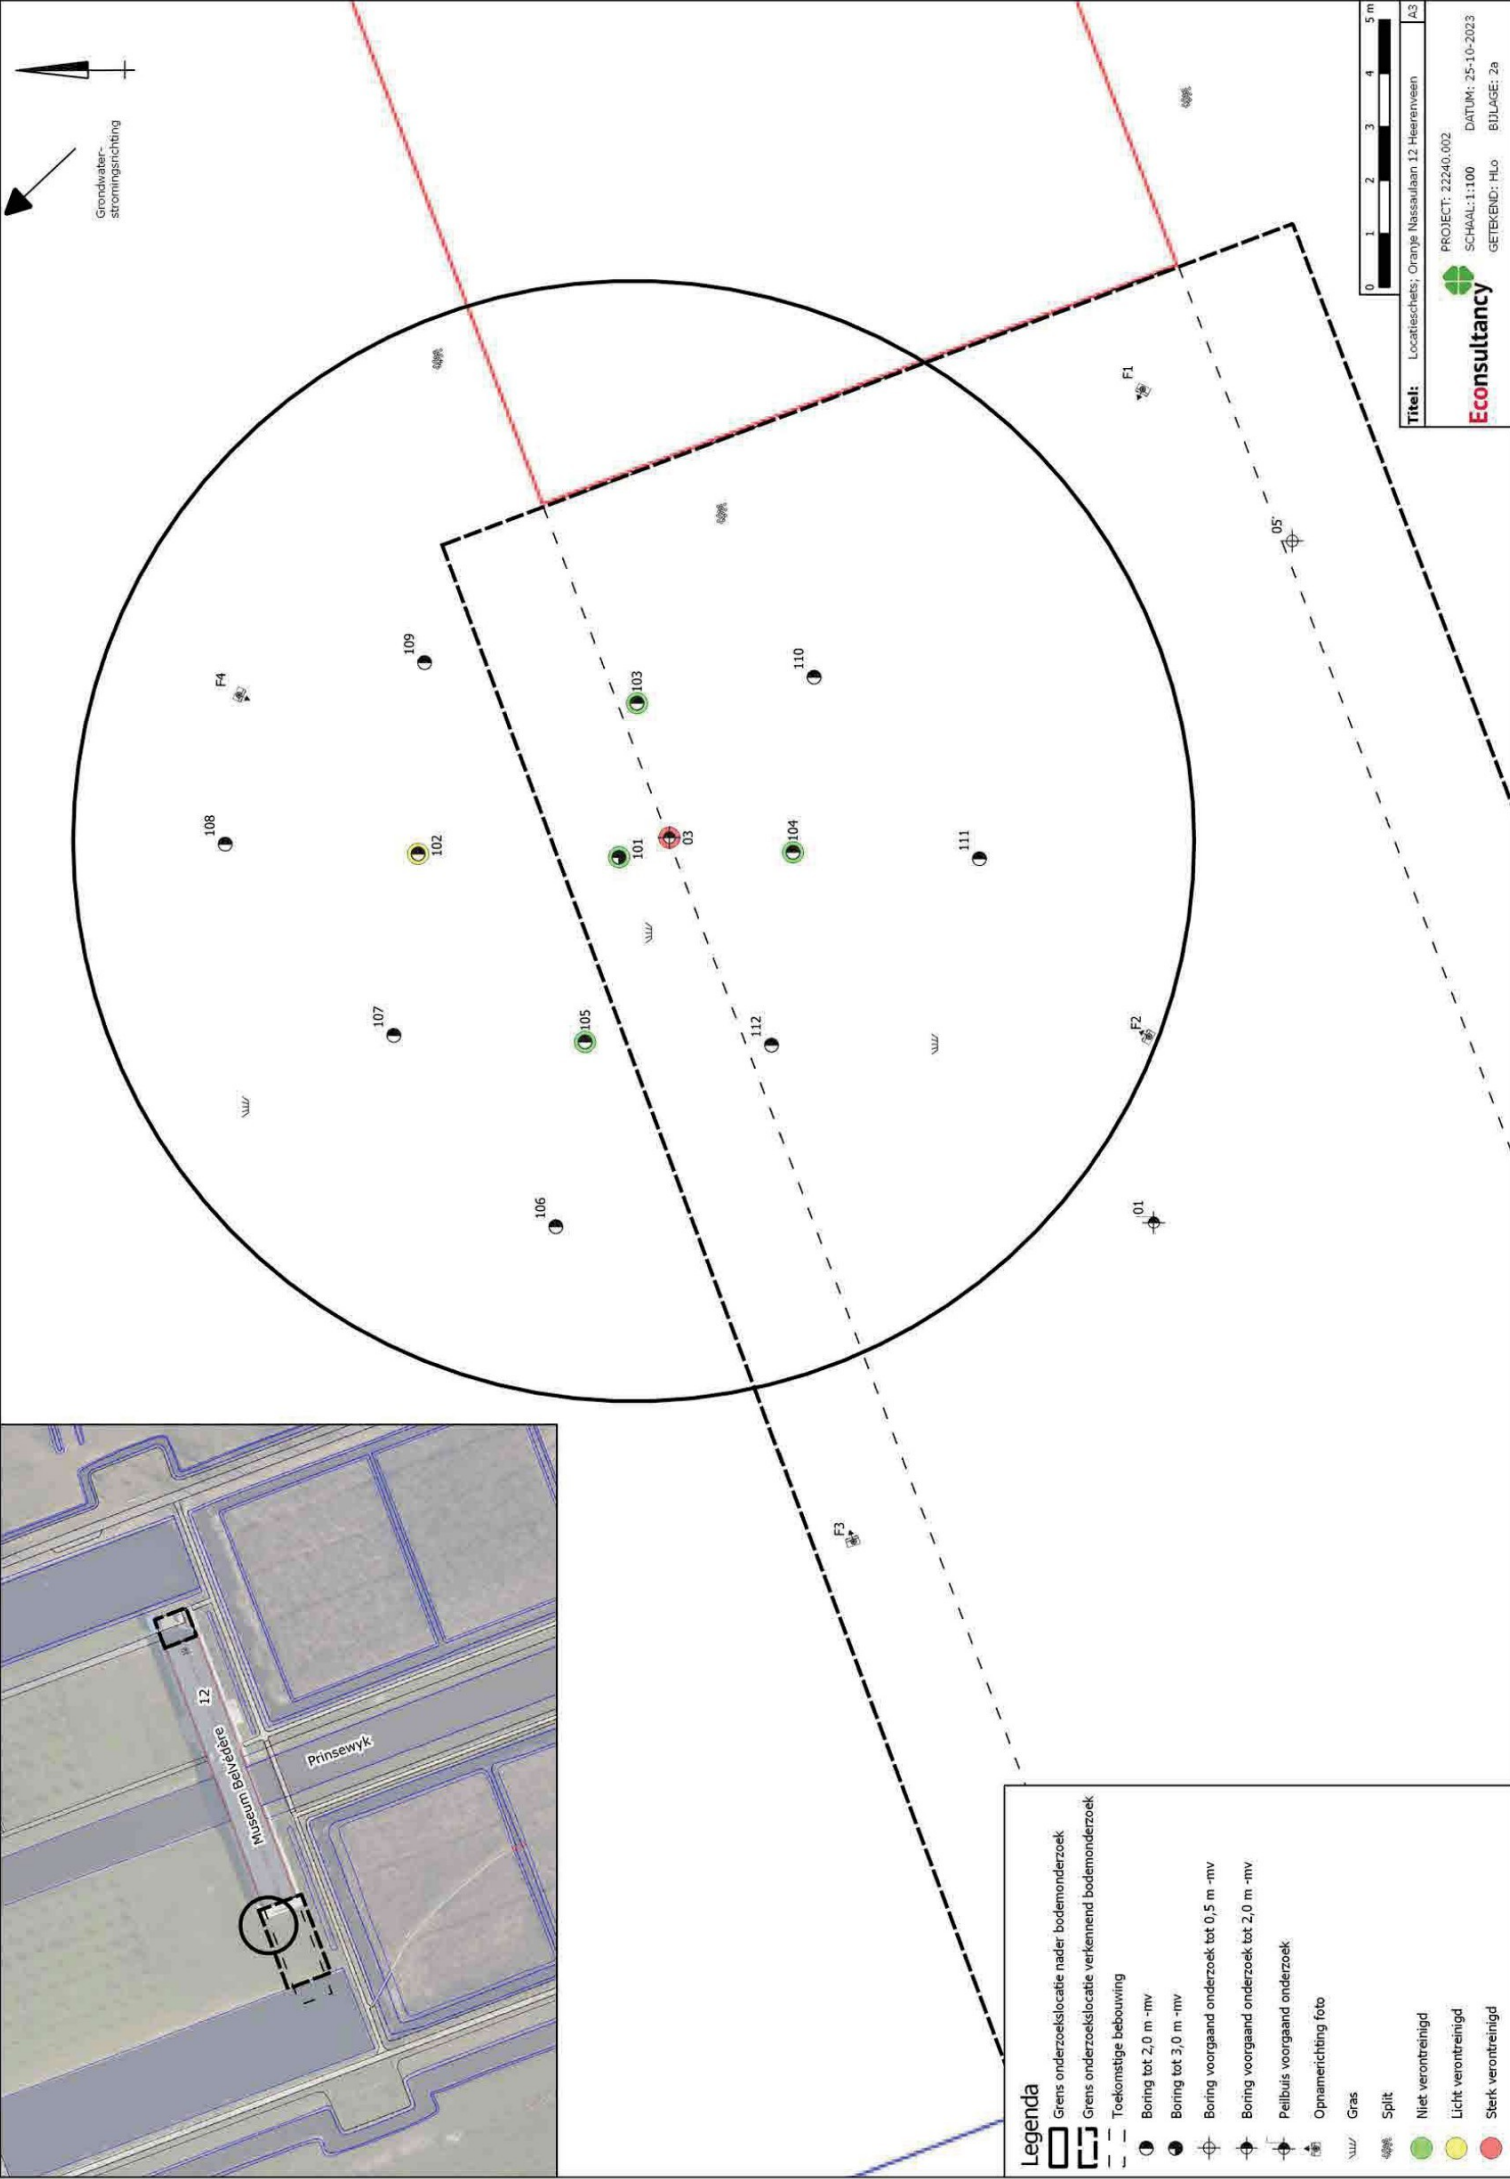 Grondwater-
stromingsrichting
Museum Belvédère
12
Prinsewyk
F4
108
109
102
107
103
101
03
105
110
104
112
111
106
F1
F2
F3
01
05'
Legenda
Grens onderzoekslocatie nader bodemonderzoek
Grens onderzoekslocatie verkennend bodemonderzoek
Toekomstige bebouwing
Boring tot 2,0 m -mv
Boring tot 3,0 m -mv
Boring voorgaand onderzoek tot 0,5 m -mv
Boring voorgaand onderzoek tot 2,0 m -mv
Peilbuis voorgaand onderzoek
Opnamerichting foto
Gras
Split
Niet verontreinigd
Licht verontreinigd
Sterk verontreinigd
0 1 2 3 4 5 m
Titel: Locatieschets; Oranje Nassaulaan 12 Heerenveen A3
Econsultancy
PROJECT: 22240.002
SCHAAL: 1:100 DATUM: 25-10-2023
GETEKEND: HLo BIJLAGE: 2a